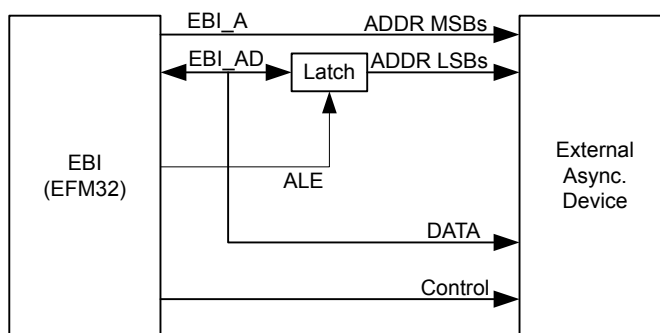 EBI_A
ADDR MSBs
EBI_AD
Latch
ADDR LSBs
EBI
(EFM32)
ALE
External
Async.
Device
DATA
Control